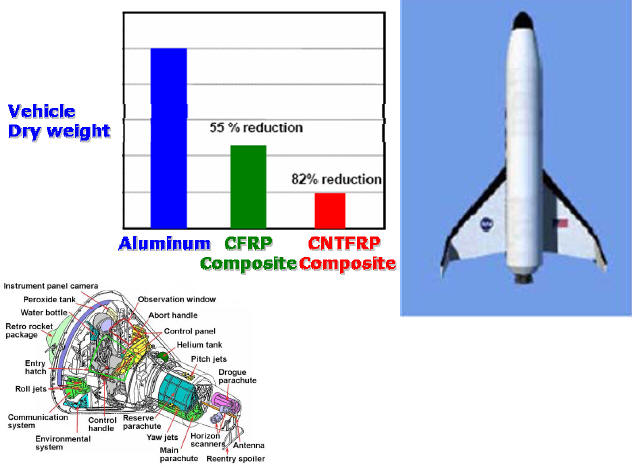 Vehicle
Dry weight
55 % reduction
82% reduction
Aluminum
CFRP
Composite
CNTFRP
Composite
Instrument panel camera
Peroxide tank
Water bottle
Retro rocket
package
Entry
hatch
Roll jets
Communication
system
Environmental
system
Control
handle
Reserve
parachute
Yaw jets
Main
parachute
Horizon
scanners
Reentry spoiler
Antenna
Drogue
parachute
Pitch jets
Helium tank
Control panel
Abort handle
Observation window